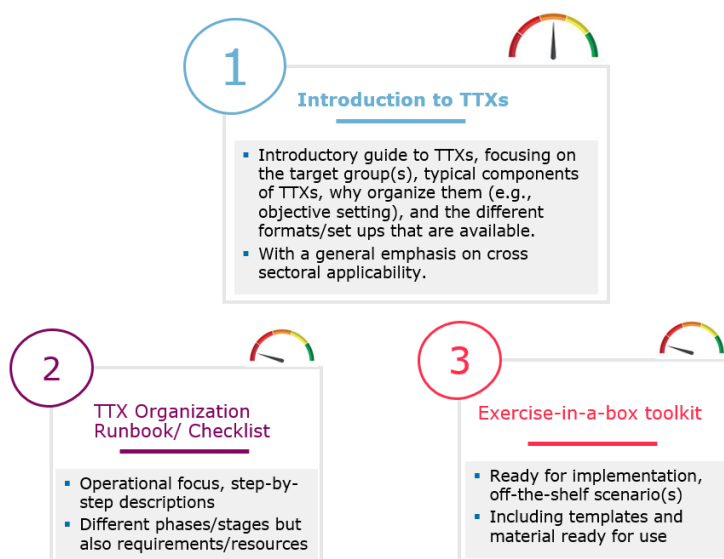 1
Introduction to TTXs
▪ Introductory guide to TTXs, focusing on
the target group(s), typical components
of TTXs, why organize them (e.g.,
objective setting), and the different
formats/set ups that are available.
▪ With a general emphasis on cross
sectoral applicability.
2
TTX Organization
Runbook/ Checklist
▪ Operational focus, step-by-
step descriptions
▪ Different phases/stages but
also requirements/resources
3
Exercise-in-a-box toolkit
▪ Ready for implementation,
off-the-shelf scenario(s)
▪ Including templates and
material ready for use